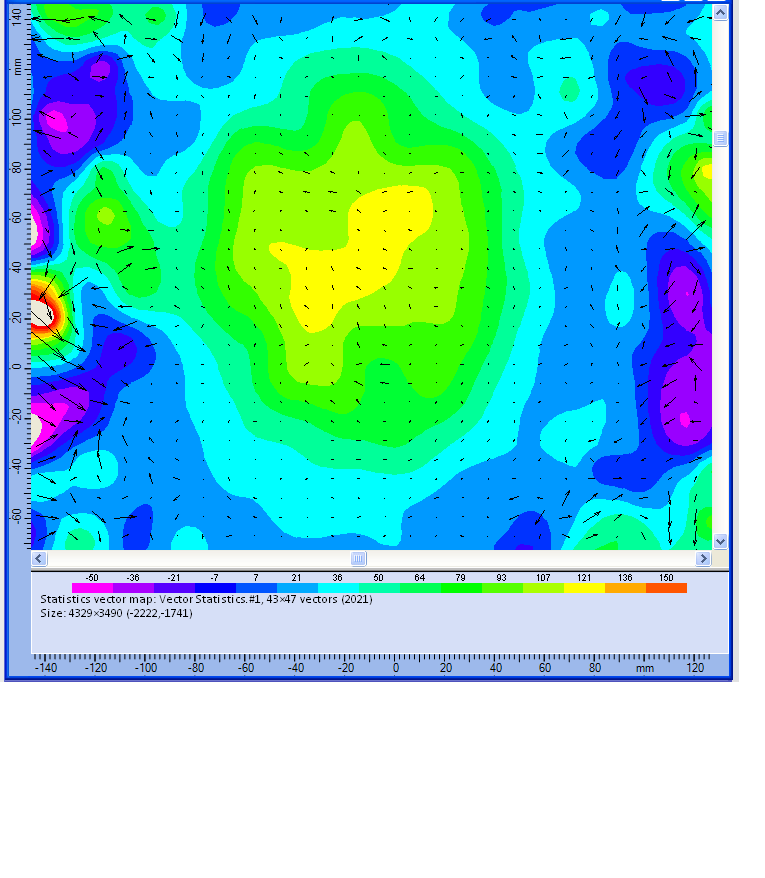 140
mm
100
80
60
40
20
0
-20
-40
-60
-50 -36 -21 -7 7 21 36 50 64 79 93 107 121 136 150
Statistics vector map: Vector Statistics.#1, 43×47 vectors (2021)
Size: 4329×3490 (-2222,-1741)
-140 -120 -100 -80 -60 -40 -20 0 20 40 60 80 mm 120